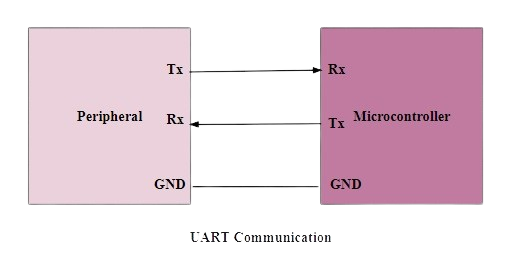 Tx
Rx
Peripheral
Rx
Tx
Microcontroller
GND
GND
UART Communication